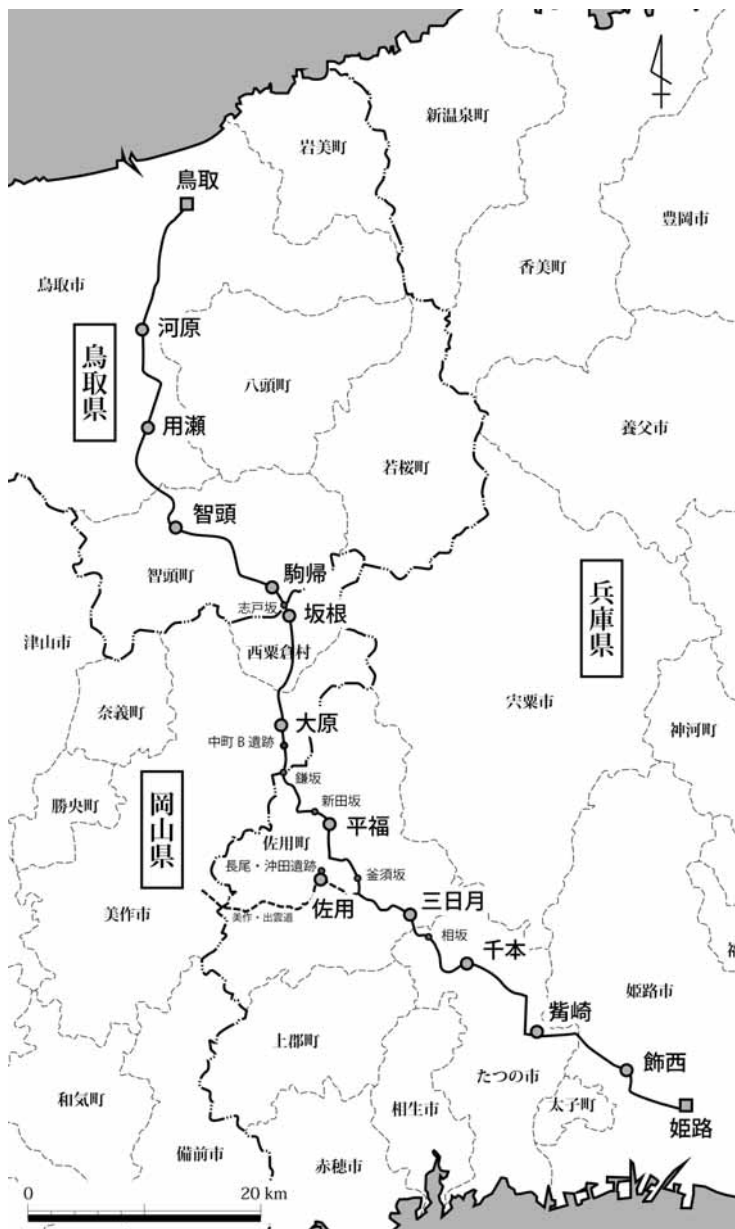 新温泉町
岩美町
鳥取
豊岡市
香美町
鳥取市
河原
鳥取県
八頭町
用瀬
養父市
若桜町
智頭
智頭町
駒帰
志戸坂
坂根
兵庫県
津山市
西粟倉村
宍粟市
奈義町
大原
神河町
中町B遺跡
鎌坂
勝央町
岡山県
新田坂
平福
佐用町
長尾・沖田遺跡
釜須坂
佐用
美作市
美作・出雲道
三日月
相坂
千本
姫路市
觜崎
上郡町
飾西
たつの市
和気町
相生市
太子町
姫路
備前市
赤穂市
0 20 km